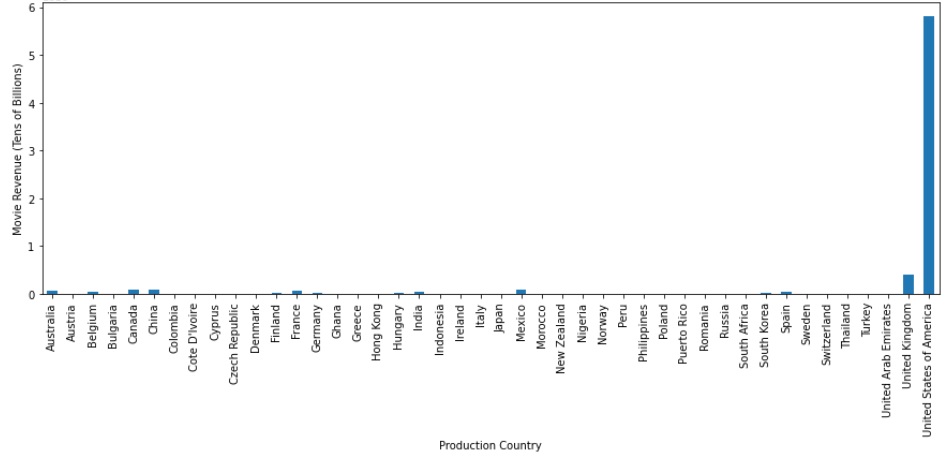 6
5
4
3
2
1
0
Movie Revenue (Tens of Billions)
Australia
Austria
Belgium
Bulgaria
Canada
China
Colombia
Cote D'Ivoire
Cyprus
Czech Republic
Denmark
Finland
France
Germany
Ghana
Greece
Hong Kong
Hungary
India
Indonesia
Ireland
Italy
Japan
Mexico
Morocco
New Zealand
Nigeria
Norway
Peru
Philippines
Poland
Puerto Rico
Romania
Russia
South Africa
South Korea
Spain
Sweden
Switzerland
Thailand
Turkey
United Arab Emirates
United Kingdom
United States of America
Production Country